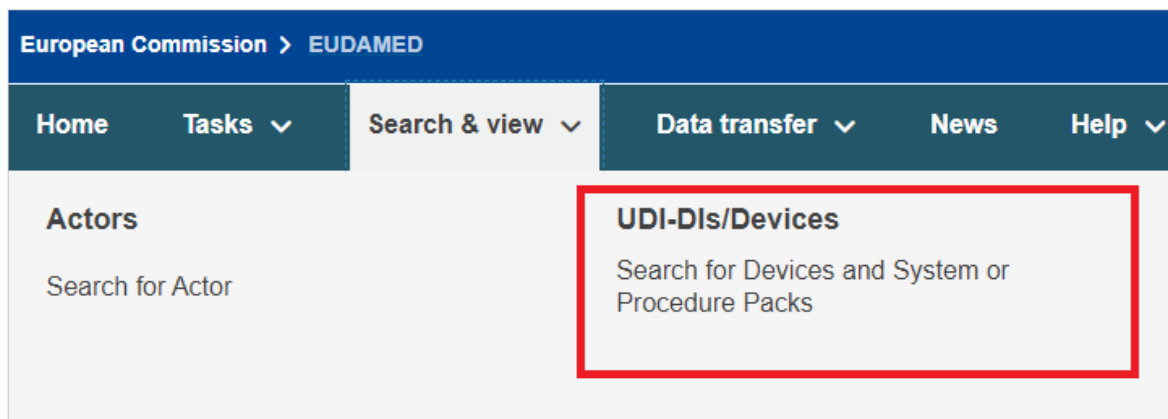 European Commission > EUDAMED
Home Tasks Search & view Data transfer News Help
Actors
Search for Actor
UDI-DIs/Devices
Search for Devices and System or
Procedure Packs